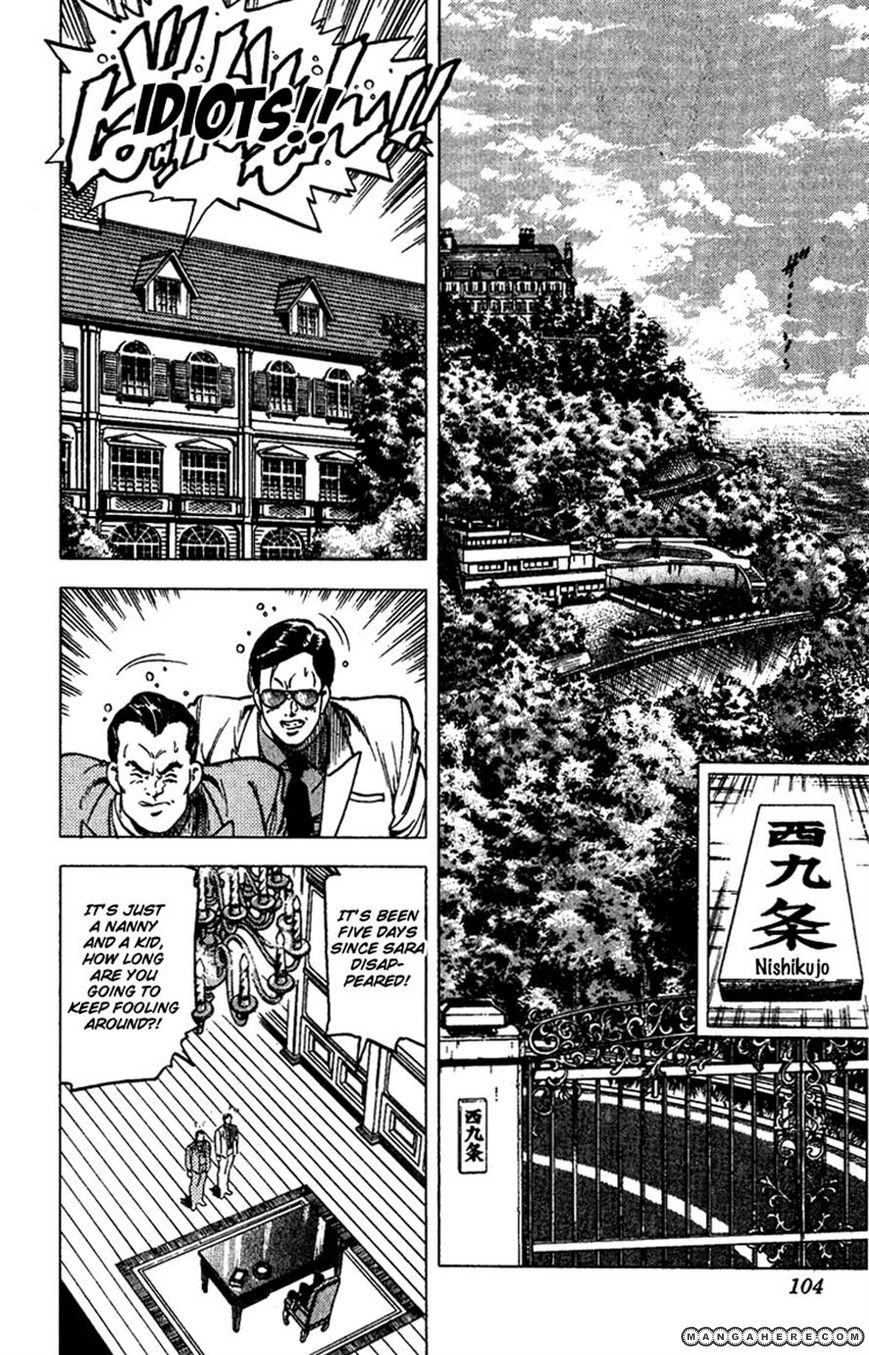 ザ…
西九条
Nishikujo
西九条
IDIOTS!!
IT'S BEEN
FIVE DAYS
SINCE SARA
DISAP-
PEARED!
IT'S JUST
A NANNY
AND A KID,
HOW LONG
ARE YOU
GOING TO
KEEP FOOLING
AROUND?!
104
MANGAHERE.COM